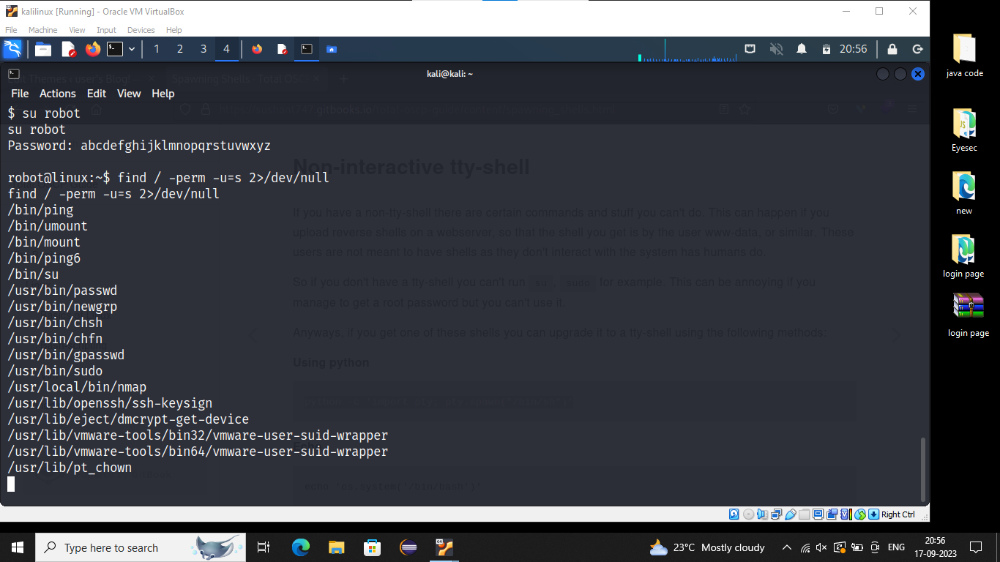 kalilinux [Running] - Oracle VM VirtualBox
File Machine View Input Devices Help
1 2 3 4 20:56
kali@kali: ~
Edit Themes ‹ user's Blog!
Spawning Shells · Total OS
File Actions Edit View Help
$ su robot
su robot
Password: abcdefghijklmnopqrstuvwxyz
robot@linux:~$ find / -perm -u=s 2>/dev/null
find / -perm -u=s 2>/dev/null
/bin/ping
/bin/umount
/bin/mount
/bin/ping6
/bin/su
/usr/bin/passwd
/usr/bin/newgrp
/usr/bin/chsh
/usr/bin/chfn
/usr/bin/gpasswd
/usr/bin/sudo
/usr/local/bin/nmap
/usr/lib/openssh/ssh-keysign
/usr/lib/eject/dmcrypt-get-device
/usr/lib/vmware-tools/bin32/vmware-user-suid-wrapper
/usr/lib/vmware-tools/bin64/vmware-user-suid-wrapper
/usr/lib/pt_chown
Non-interactive tty-shell
If you have a non-tty-shell there are certain commands and stuff you can't do. This can happen if you
upload reverse shells on a webserver, so that the shell you get is by the user www-data, or similar. These
users are not meant to have shells as they don't interact with the system has humans do.
So if you don't have a tty-shell you can't run su, sudo for example. This can be annoying if you
manage to get a root password but you can't use it.
Anyways, if you get one of these shells you can upgrade it to a tty-shell using the following methods:
Using python
echo 'os.system('/bin/bash')'
Right Ctrl
java code
Eyesec
new
login page
login page
Type here to search
23°C Mostly cloudy
ENG
20:56
17-09-2023